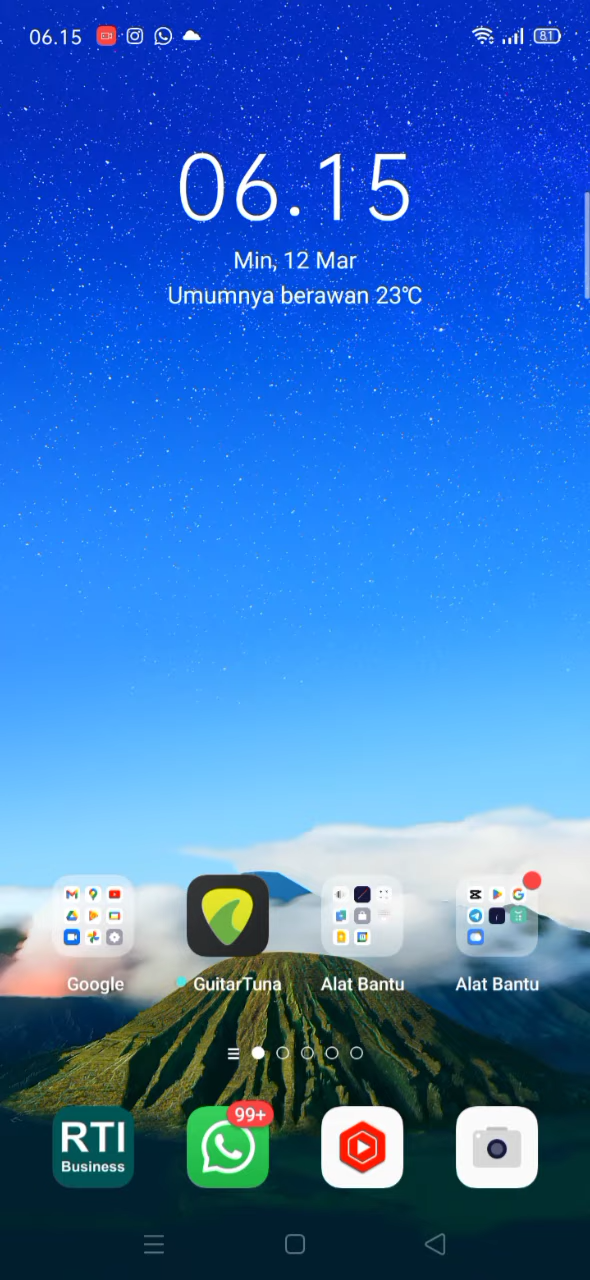 06.15
81
06.15
Min, 12 Mar
Umumnya berawan 23℃
Google
GuitarTuna
Alat Bantu
Alat Bantu
RTI
Business
99+